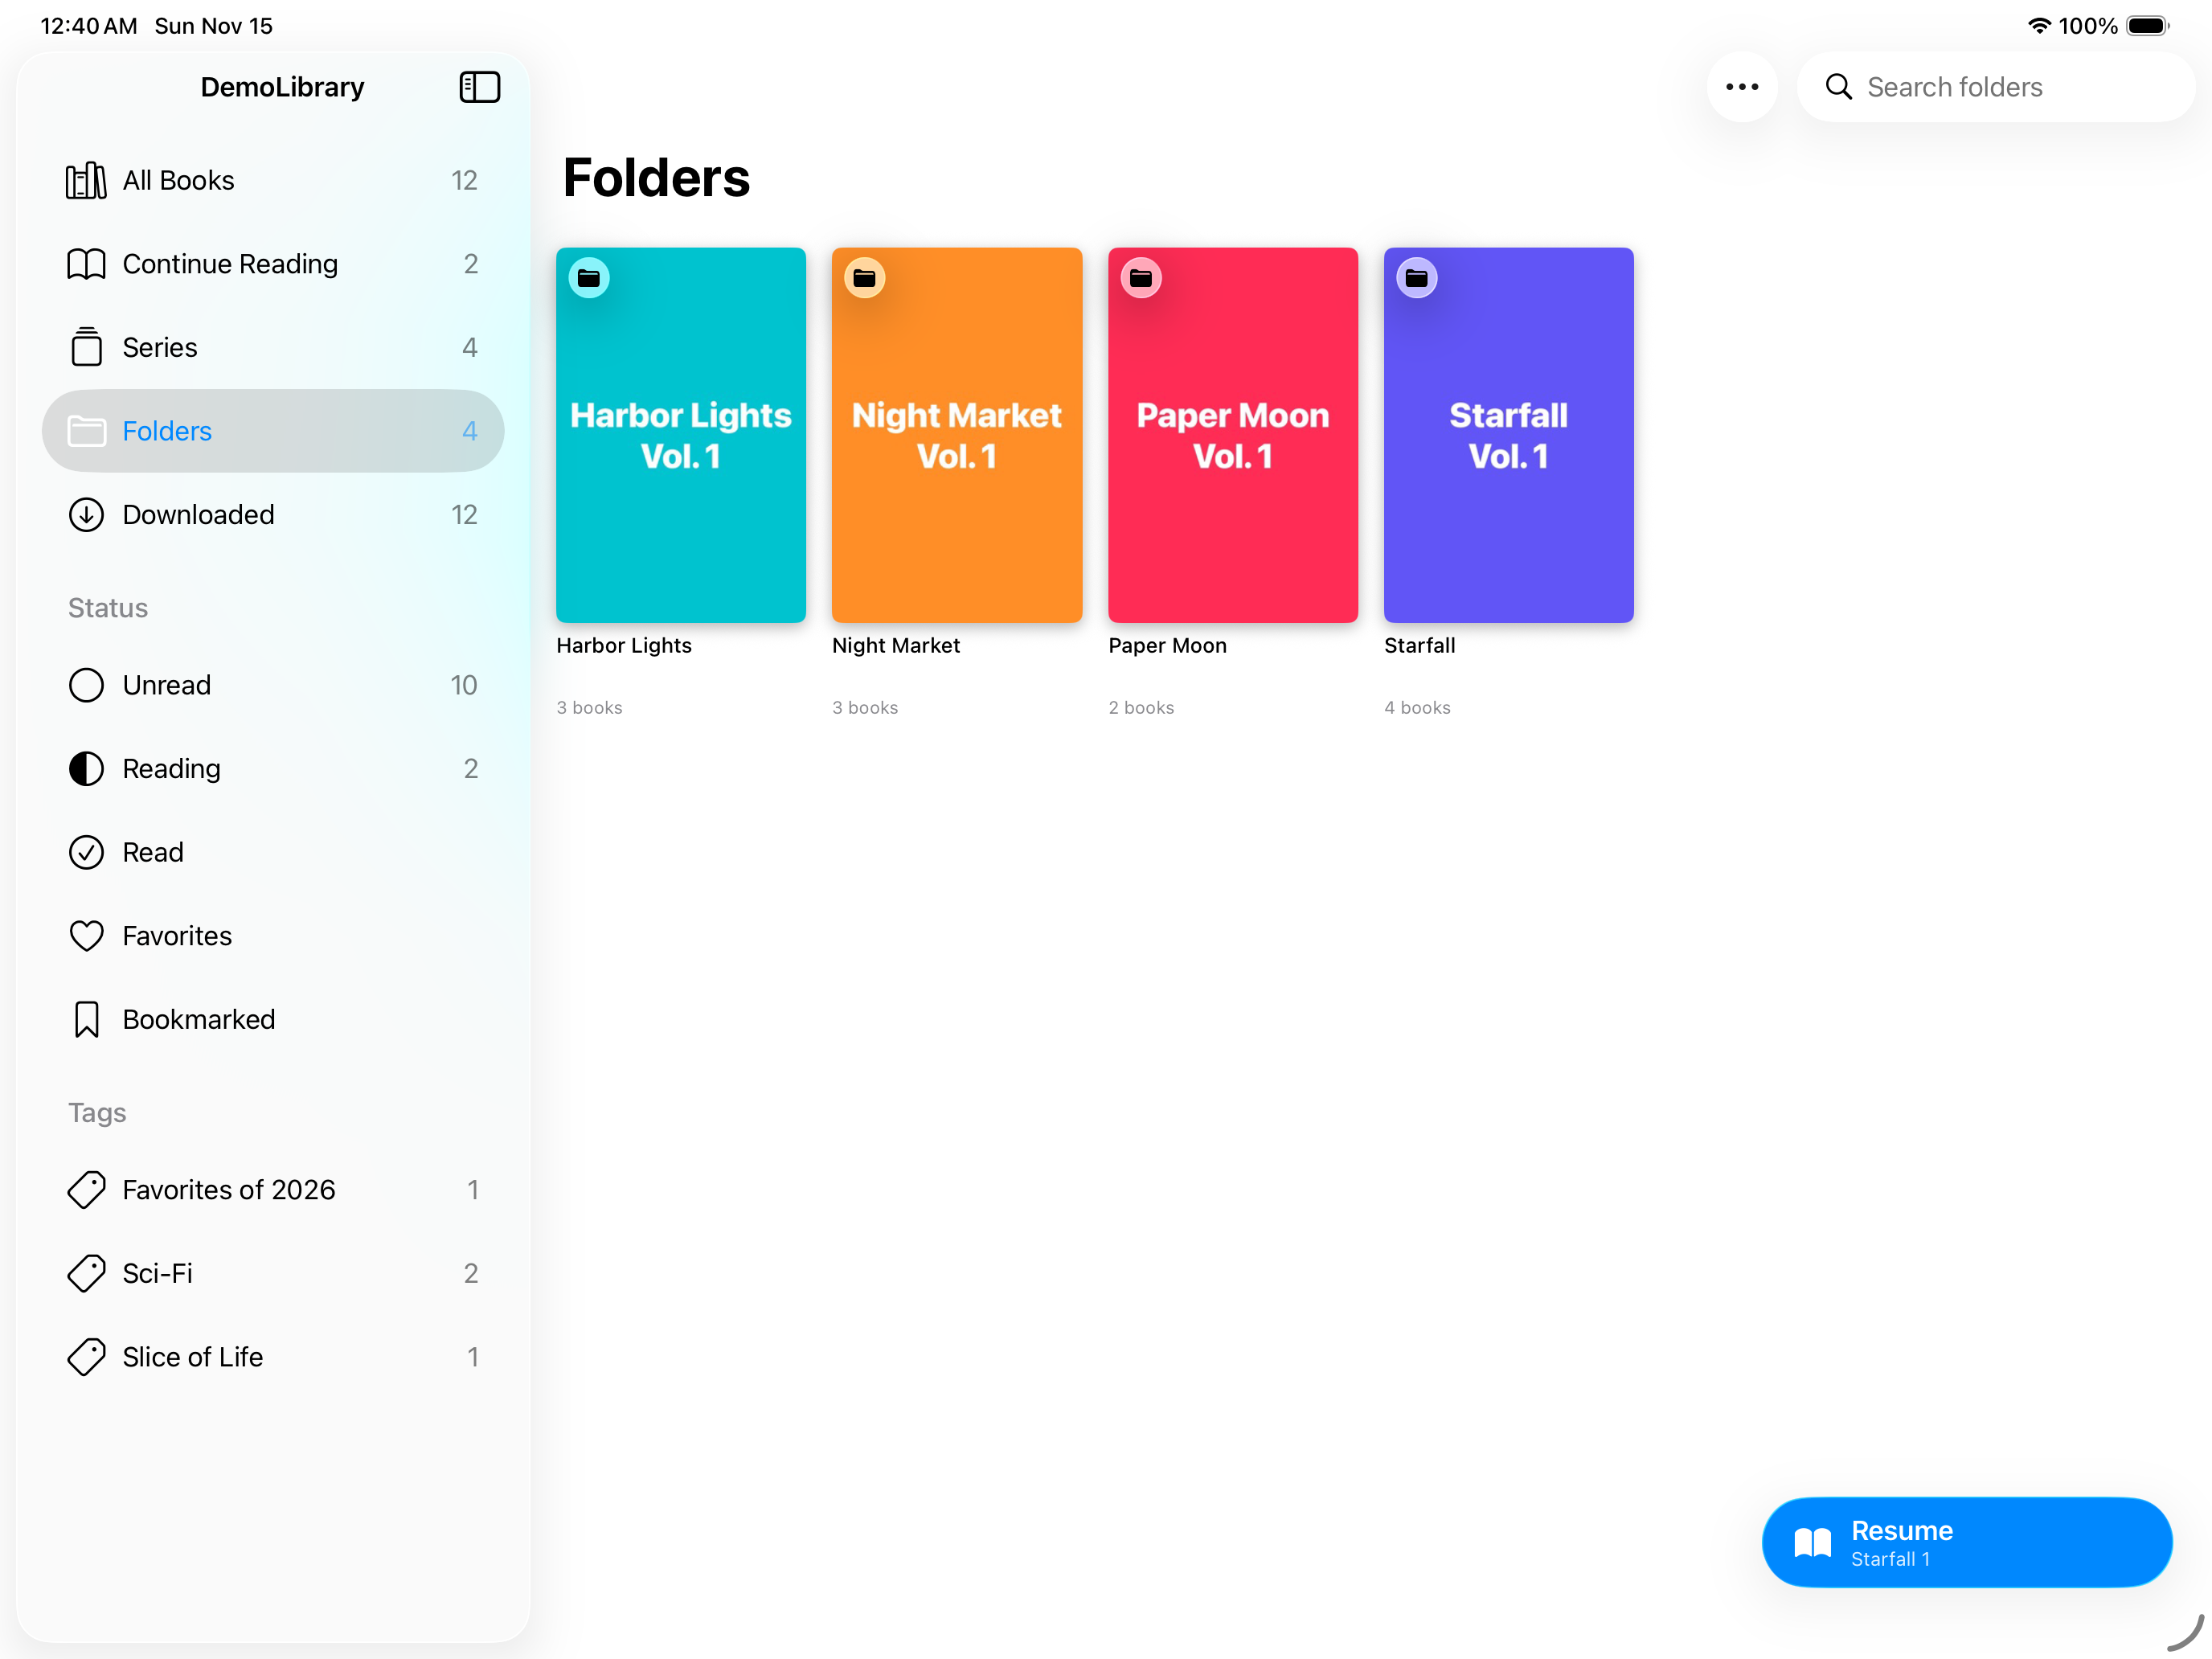 12:40 AM Sun Nov 15
100%
DemoLibrary
Search folders
All Books 12
Continue Reading 2
Series 4
Folders 4
Downloaded 12
Status
Unread 10
Reading 2
Read
Favorites
Bookmarked
Tags
Favorites of 2026 1
Sci-Fi 2
Slice of Life 1
Folders
Harbor Lights
Vol. 1
Harbor Lights
3 books
Night Market
Vol. 1
Night Market
3 books
Paper Moon
Vol. 1
Paper Moon
2 books
Starfall
Vol. 1
Starfall
4 books
Resume
Starfall 1